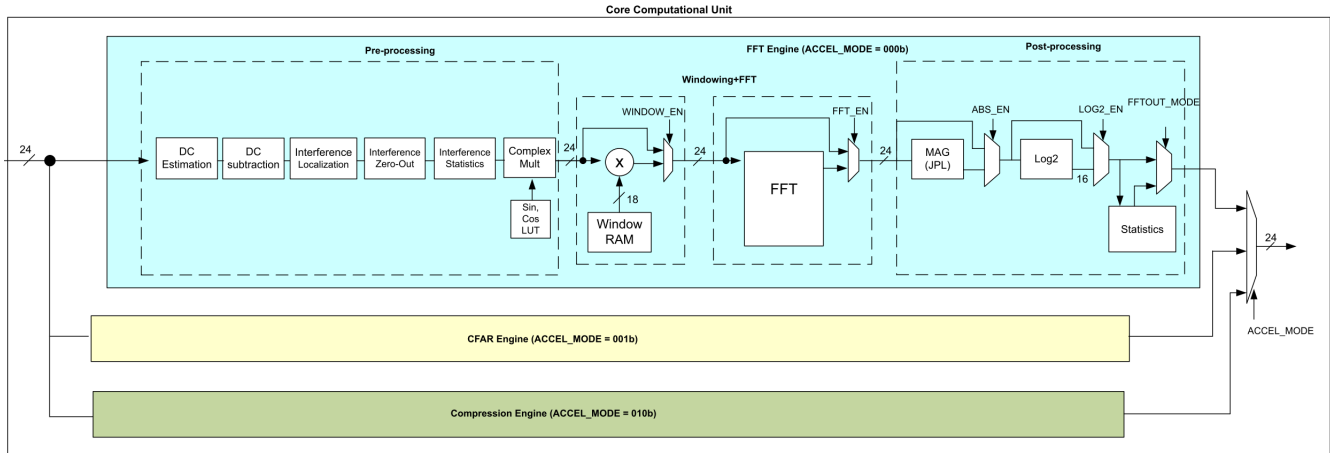 Core Computational Unit
FFT Engine (ACCEL_MODE = 000b)
Pre-processing
Post-processing
Windowing+FFT
WINDOW_EN
FFT_EN
ABS_EN
LOG2_EN
FFTOUT_MODE
24
DC
Estimation
DC
subtraction
Interference
Localization
Interference
Zero-Out
Interference
Statistics
Complex
Mult
Sin,
Cos
LUT
24
X
18
Window
RAM
24
FFT
24
MAG
(JPL)
Log2
16
Statistics
24
ACCEL_MODE
CFAR Engine (ACCEL_MODE = 001b)
Compression Engine (ACCEL_MODE = 010b)